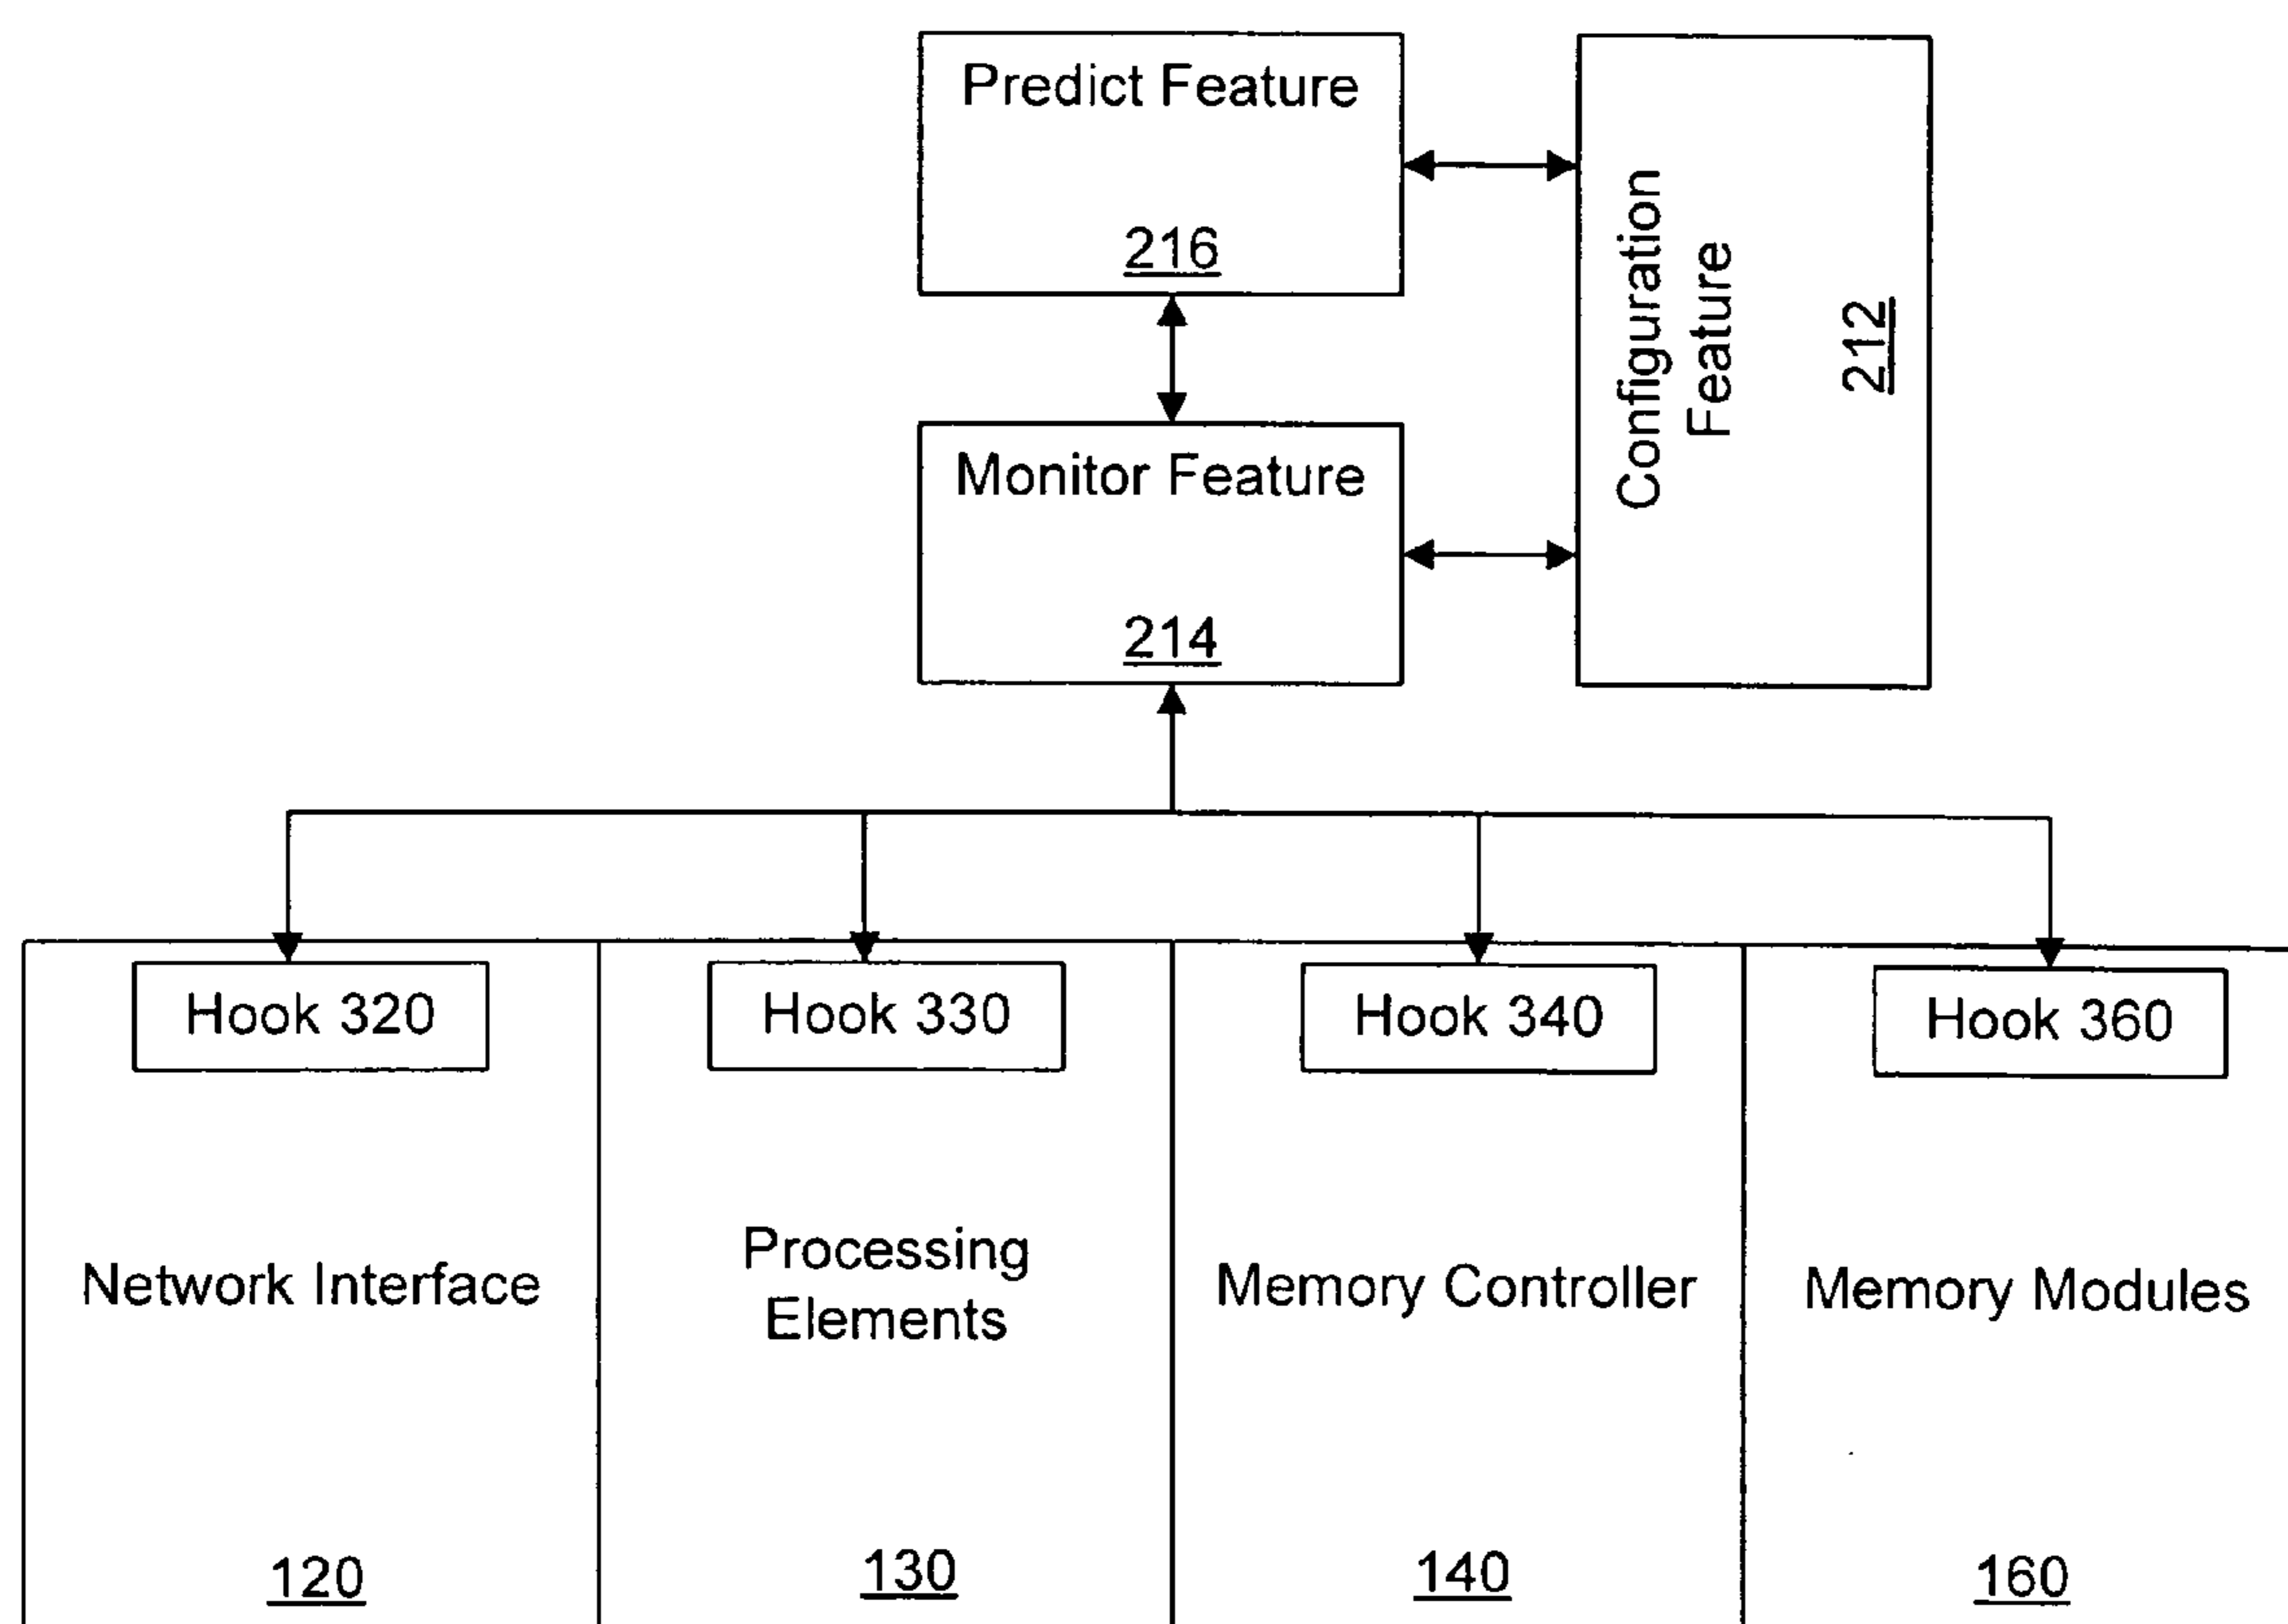 Predict Feature
216
Configuration
Feature
212
Monitor Feature
214
Hook 320
Hook 330
Hook 340
Hook 360
Network Interface
Processing
Elements
Memory Controller
Memory Modules
120
130
140
160